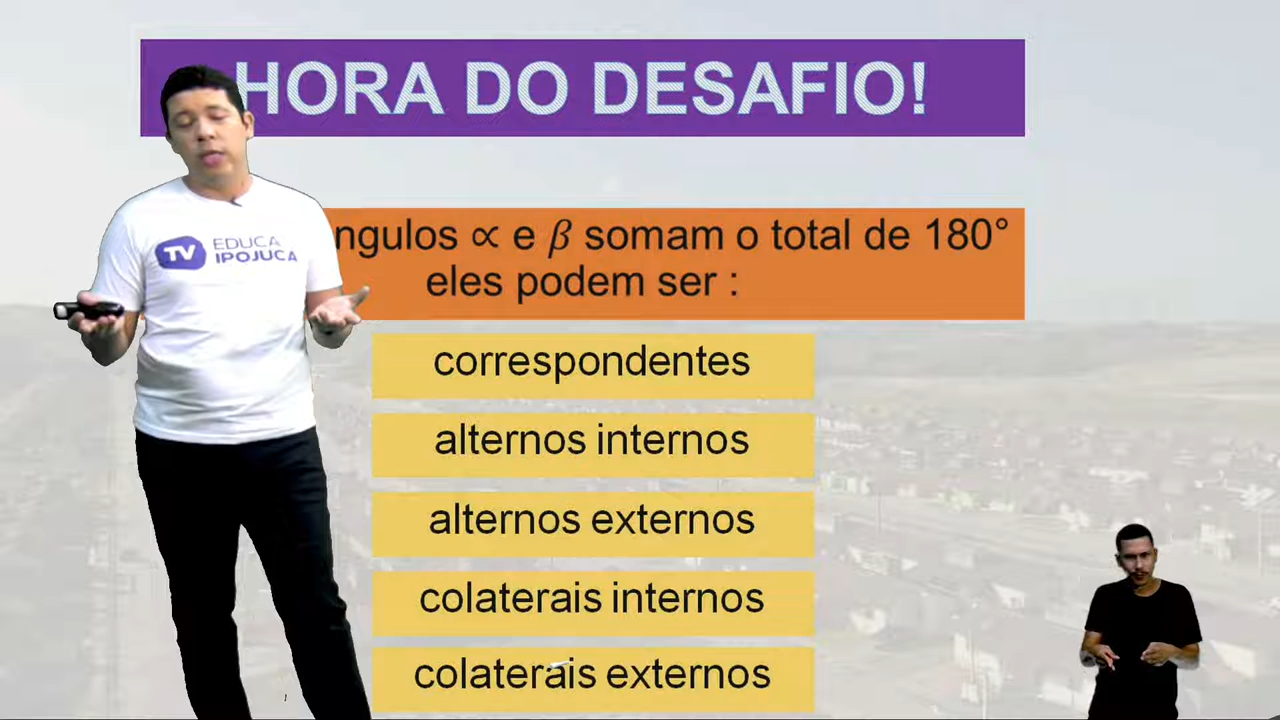 HORA DO DESAFIO!
ngulos ∝ e β somam o total de 180°
eles podem ser :
TV EDUCA
IPOJUCA
correspondentes
alternos internos
alternos externos
colaterais internos
colaterais externos